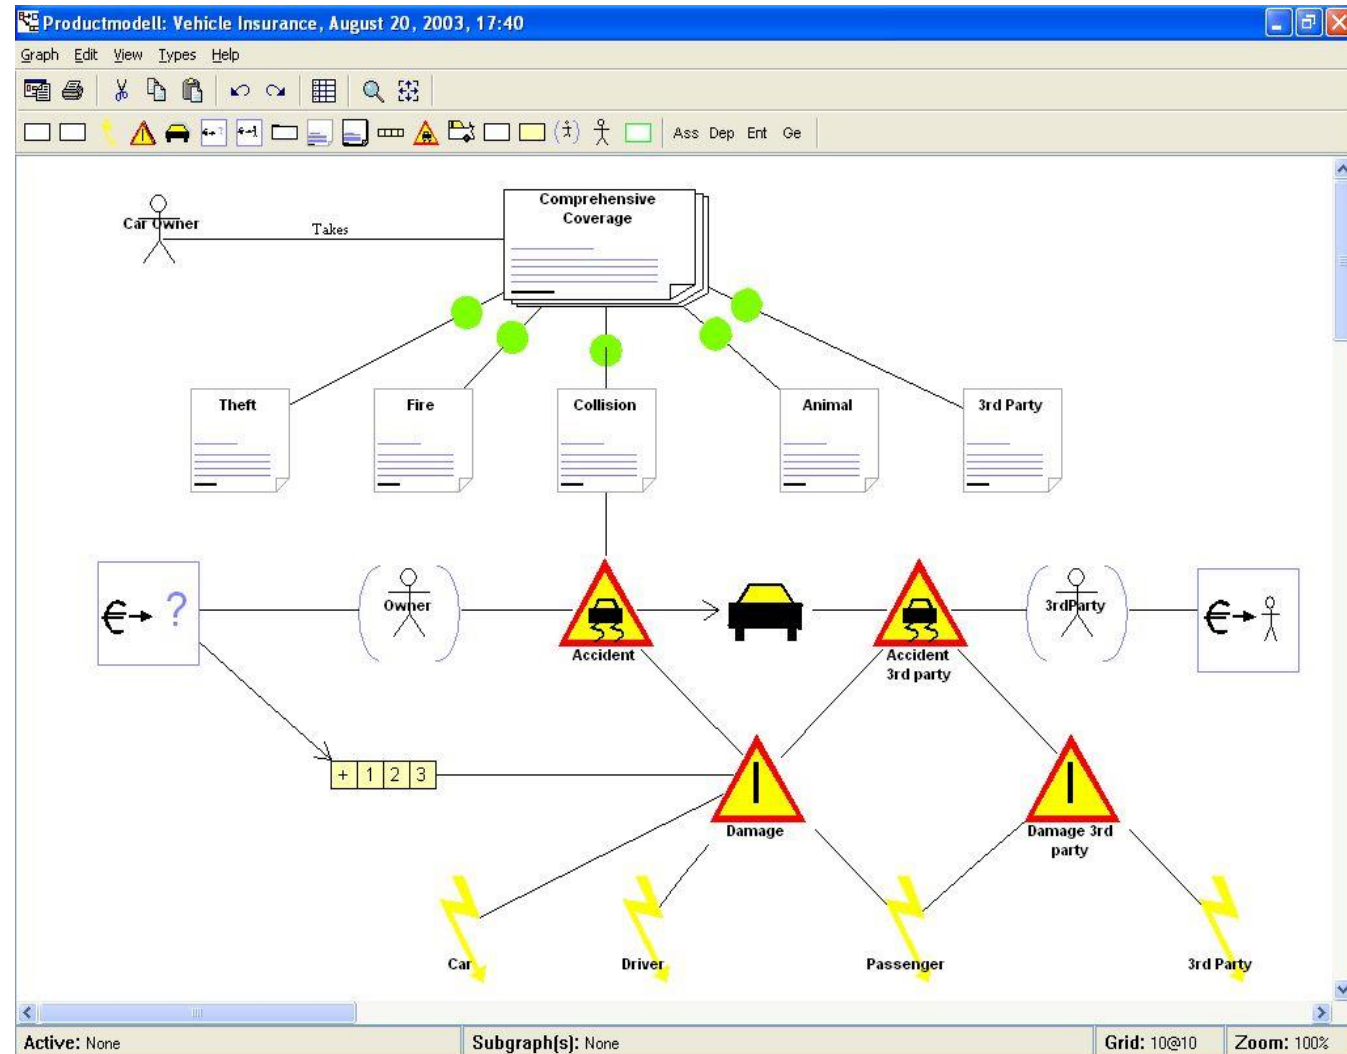 Productmodell: Vehicle Insurance, August 20, 2003, 17:40
Graph Edit View Types Help
Ass Dep Ent Ge
Comprehensive
Coverage
Car Owner
Takes
Theft Fire Collision Animal 3rd Party
€ ? Owner 3rdParty €
Accident Accident
3rd party
+ 1 2 3
Damage Damage 3rd
party
Car Driver Passenger 3rd Party
Active: None Subgraph(s): None Grid: 10@10 Zoom: 100%